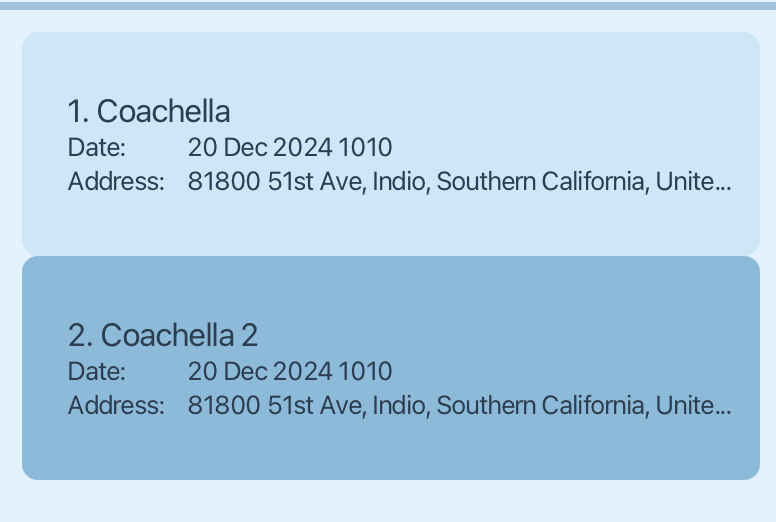 1. Coachella
Date: 20 Dec 2024 1010
Address: 81800 51st Ave, Indio, Southern California, Unite...
2. Coachella 2
Date: 20 Dec 2024 1010
Address: 81800 51st Ave, Indio, Southern California, Unite...